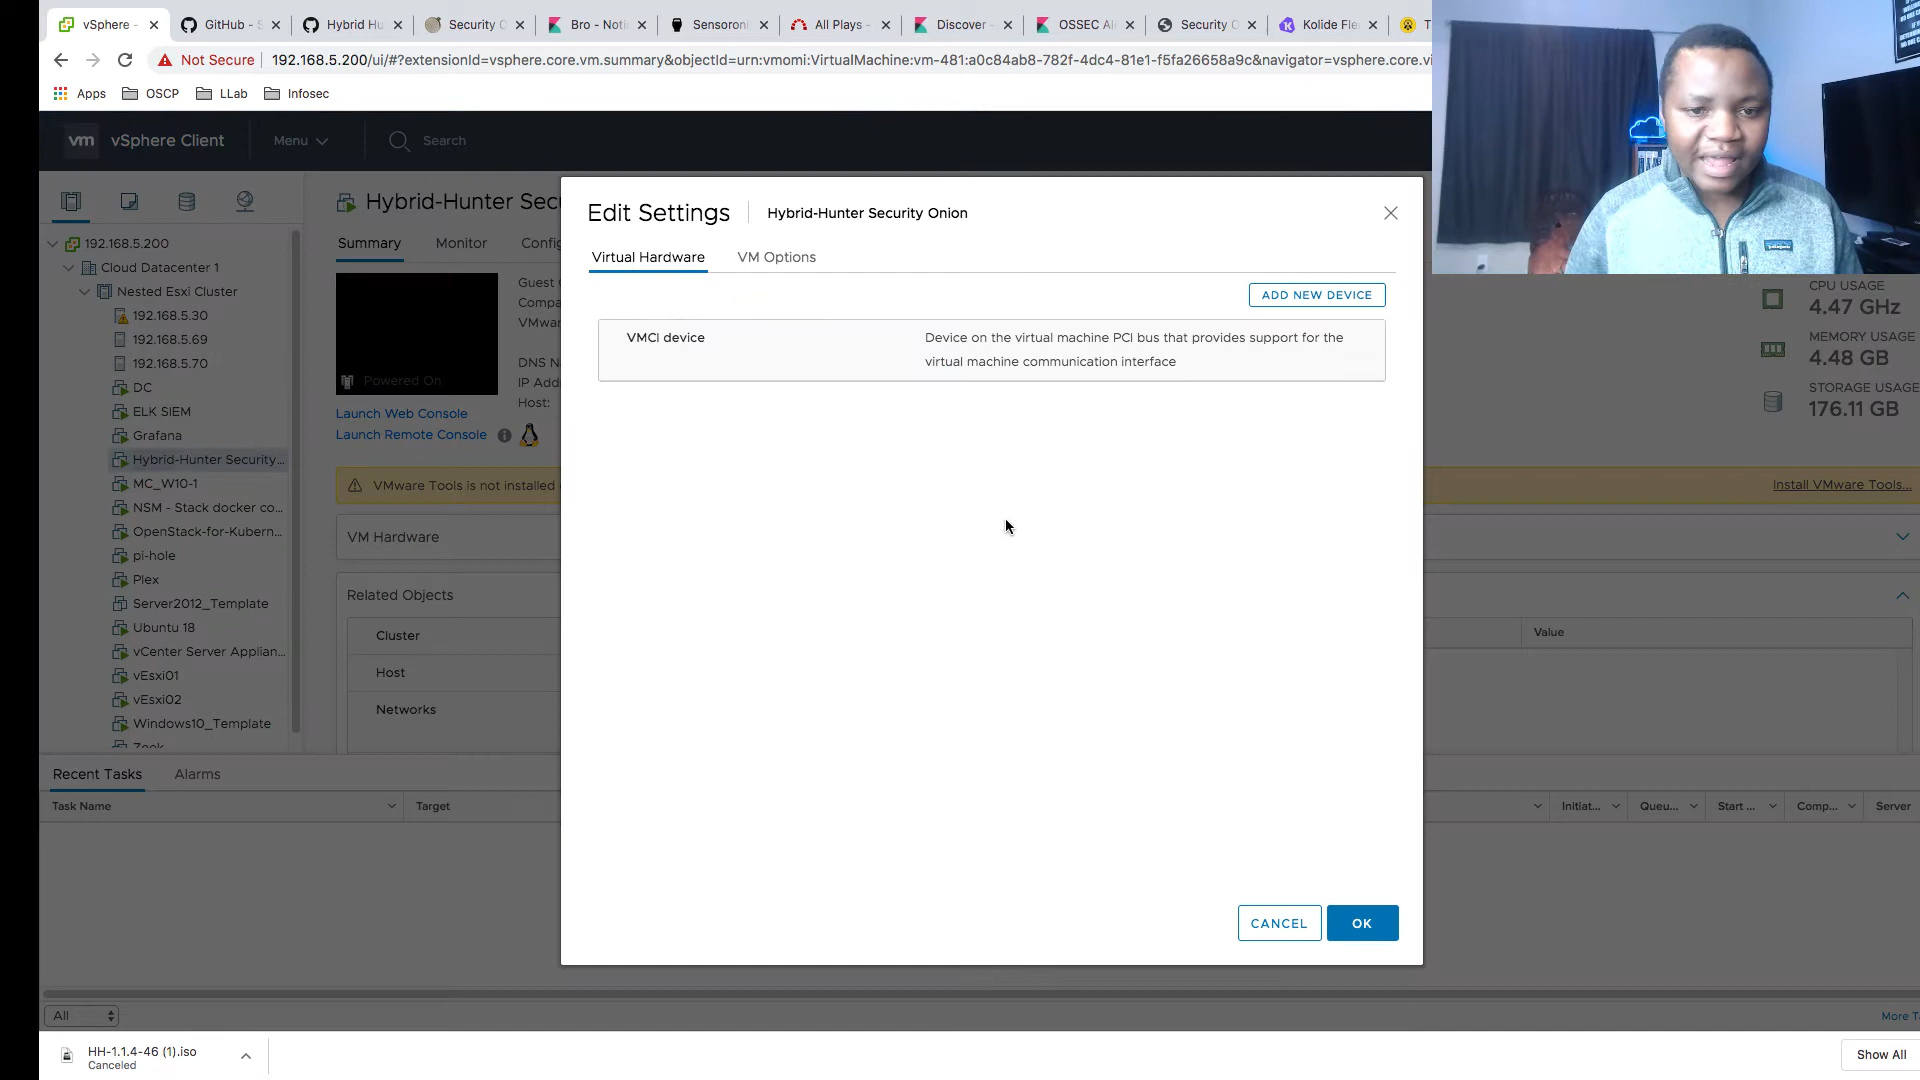 vSphere -
GitHub - S
Hybrid Hu
Security O
Bro - Noti
Sensoroni
All Plays -
Discover -
OSSEC Al
Security O
Kolide Fle
T
Not Secure
192.168.5.200/ui/#?extensionId=vsphere.core.vm.summary&objectId=urn:vmomi:VirtualMachine:vm-481:a0c84ab8-782f-4dc4-81e1-f5fa26658a9c&navigator=vsphere.core.vi
Apps
OSCP
LLab
Infosec
vm
vSphere Client
Menu
Search
Hybrid-Hunter Sec
Summary
Monitor
Config
192.168.5.200
Cloud Datacenter 1
Nested Esxi Cluster
192.168.5.30
192.168.5.69
192.168.5.70
DC
ELK SIEM
Grafana
Hybrid-Hunter Security...
MC_W10-1
NSM - Stack docker co...
OpenStack-for-Kubern...
pi-hole
Plex
Server2012_Template
Ubuntu 18
vCenter Server Applian...
vEsxi01
vEsxi02
Windows10_Template
Zeek
Powered On
Launch Web Console
Launch Remote Console
Guest
Compa
VMwar
DNS Na
IP Add
Host:
VMware Tools is not installed
Install VMware Tools...
VM Hardware
Related Objects
Cluster
Host
Networks
Value
CPU USAGE
4.47 GHz
MEMORY USAGE
4.48 GB
STORAGE USAGE
176.11 GB
Edit Settings
Hybrid-Hunter Security Onion
Virtual Hardware
VM Options
ADD NEW DEVICE
VMCI device
Device on the virtual machine PCI bus that provides support for the
virtual machine communication interface
CANCEL
OK
Recent Tasks
Alarms
Task Name
Target
Initiat...
Queu...
Start ...
Comp...
Server
All
More T
HH-1.1.4-46 (1).iso
Canceled
Show All